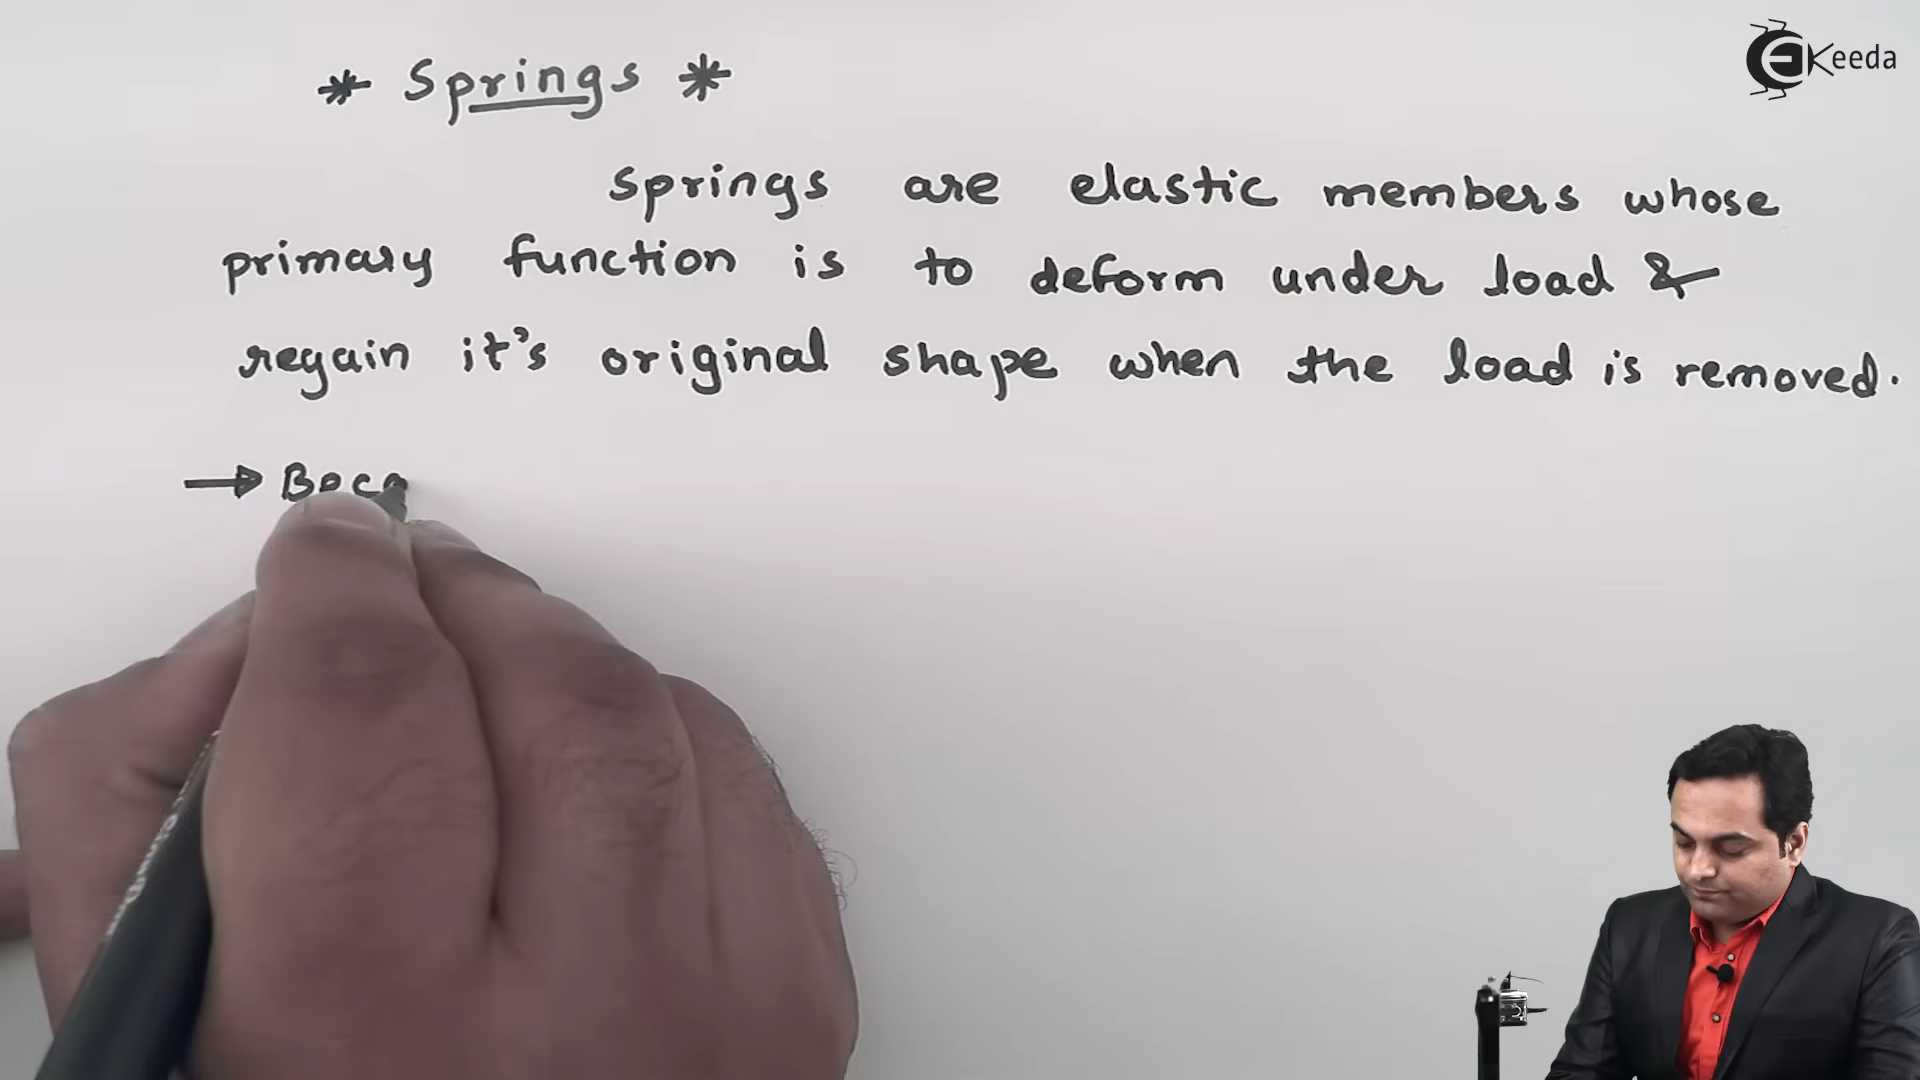 * Springs *
Ekeeda
Springs are elastic members whose
primary function is to deform under load &
regain it's original shape when the load is removed.
→ Beca